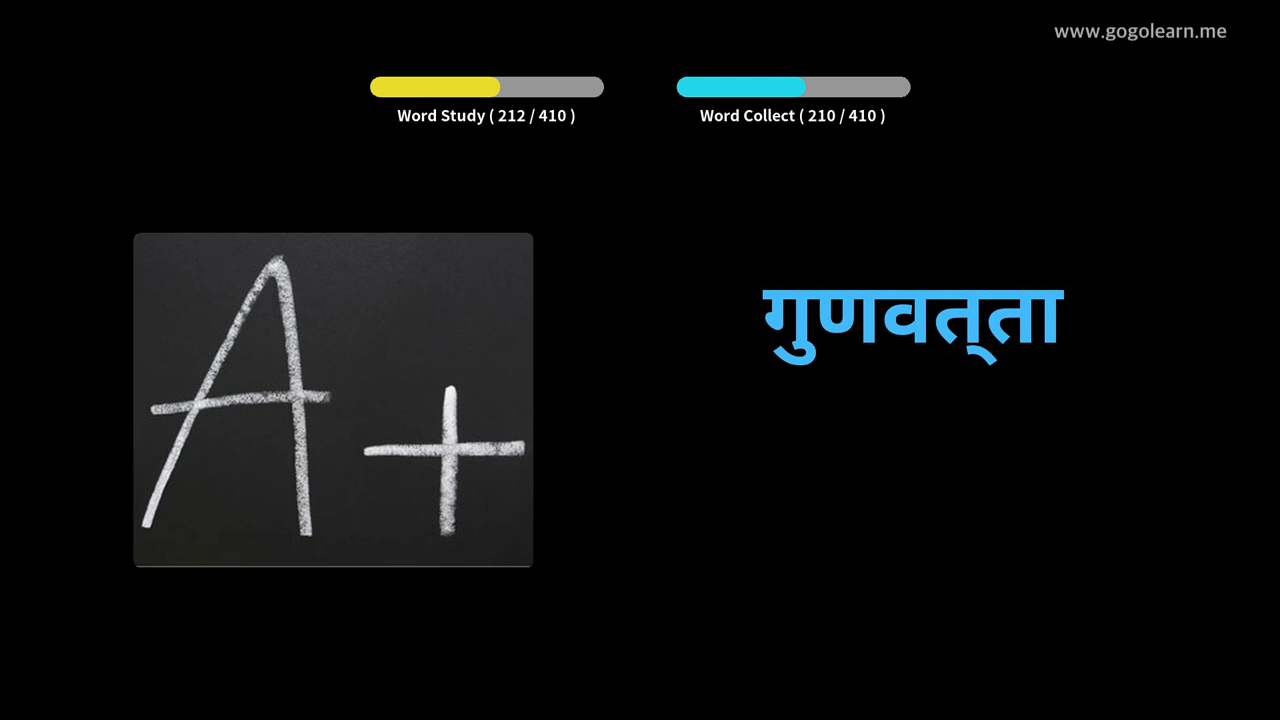 www.gogolearn.me
Word Study ( 212 / 410 )
Word Collect ( 210 / 410 )
A+
गुणवत्‌ता